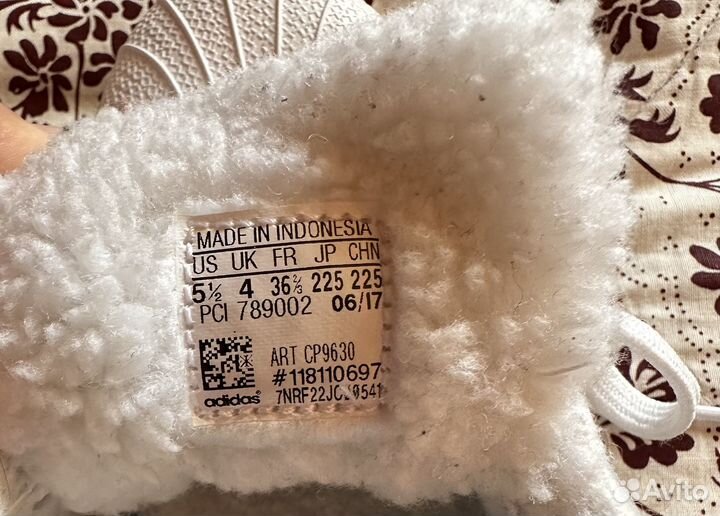 MADE IN INDONESIA
US UK FR JP CHN
5½ 4 36⅔ 225 225
PCI 789002 06/17
ART CP9630
#118110697
adidas
Avito